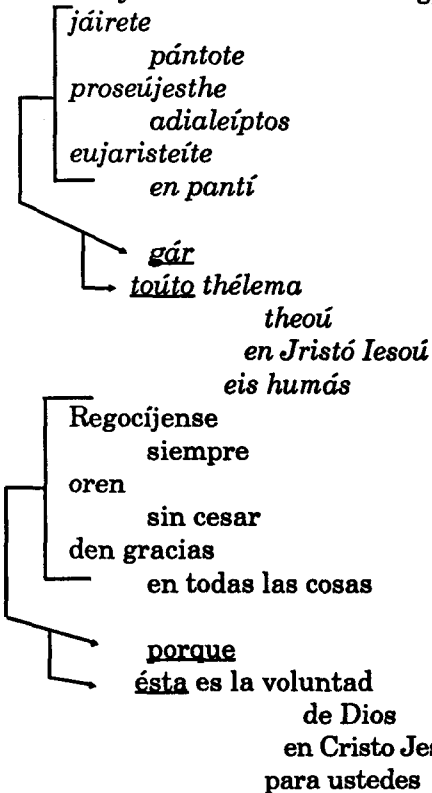 jáirete
pántote
proseújesthe
adialeíptos
eujaristeíte
en pantí
gár
toúto thélema
theoú
en Jristó Iesoú
eis humás
Regocíjense
siempre
oren
sin cesar
den gracias
en todas las cosas
porque
ésta es la voluntad
de Dios
en Cristo
para ustedes